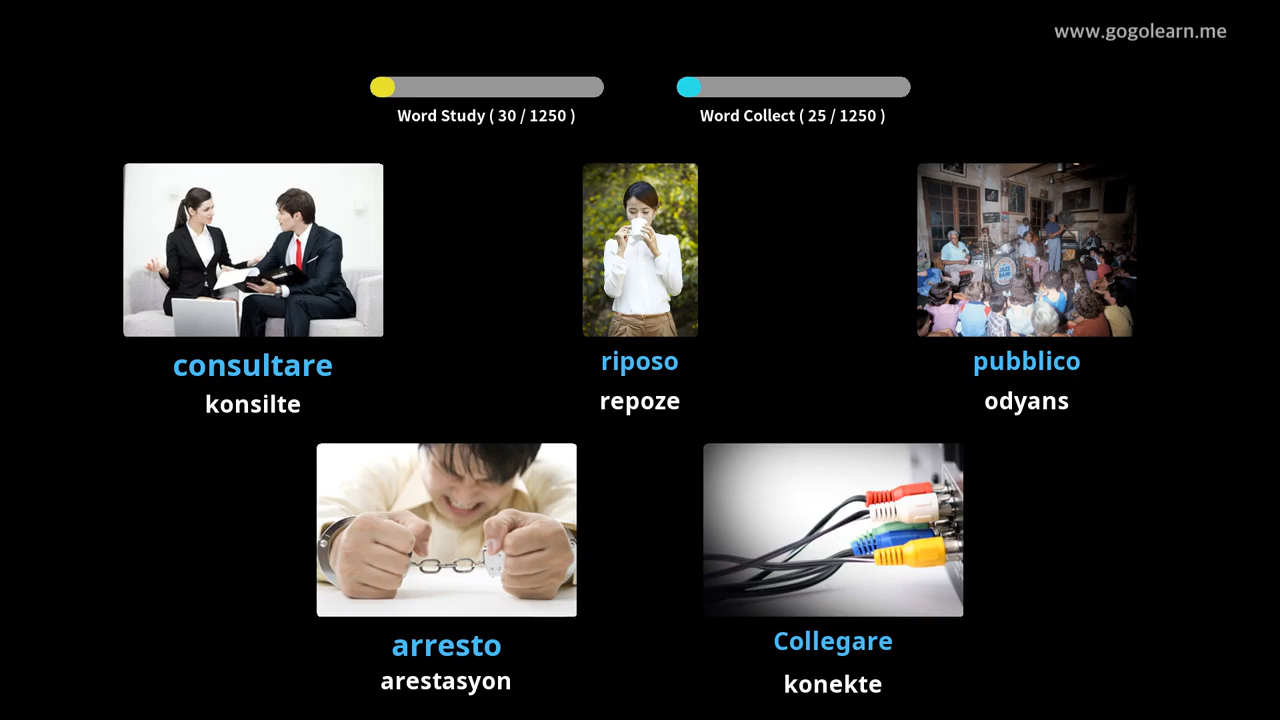 www.gogolearn.me
Word Study ( 30 / 1250 )
Word Collect ( 25 / 1250 )
consultare
konsilte
riposo
repoze
pubblico
odyans
arresto
arestasyon
Collegare
konekte